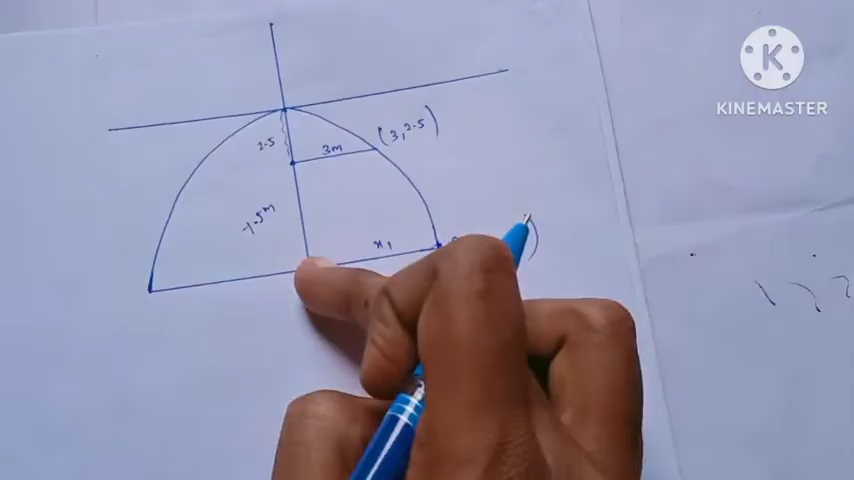 K
KINEMASTER
(3, 2.5)
2.5
3m
7.5m
x₁